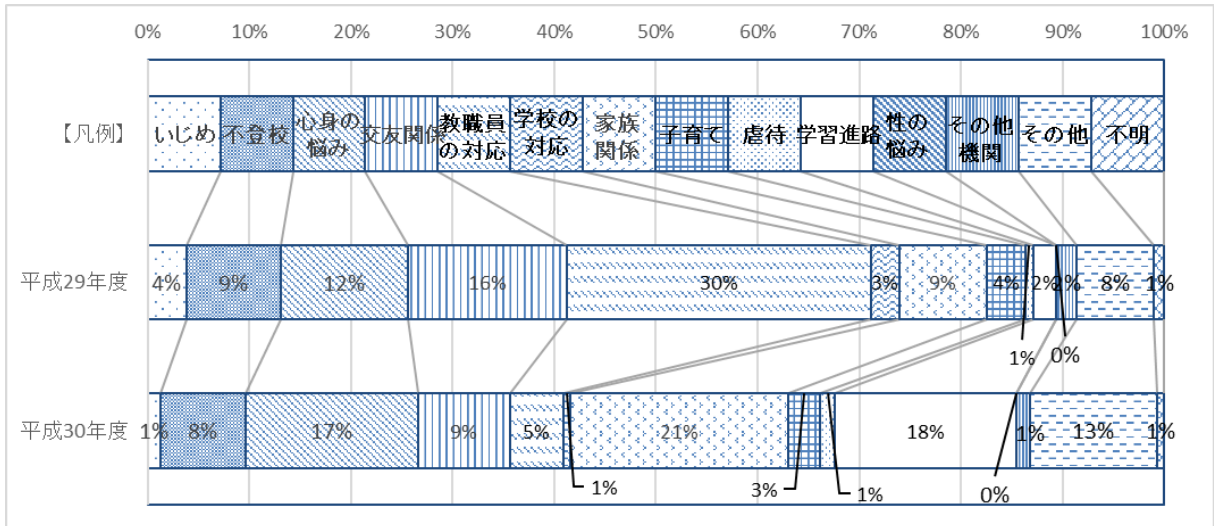 0% 10% 20% 30% 40% 50% 60% 70% 80% 90% 100%
【凡例】 いじめ 不登校 心身の悩み 交友関係 教職員の対応 学校の対応 家族関係 子育て 虐待 学習進路 性の悩み その他機関 その他 不明
平成29年度 4% 9% 12% 16% 30% 3% 9% 4% 2% 2% 8% 1%
1% 0%
平成30年度 1% 8% 17% 9% 5% 21% 18% 1% 13% 1%
1% 3% 1% 0%